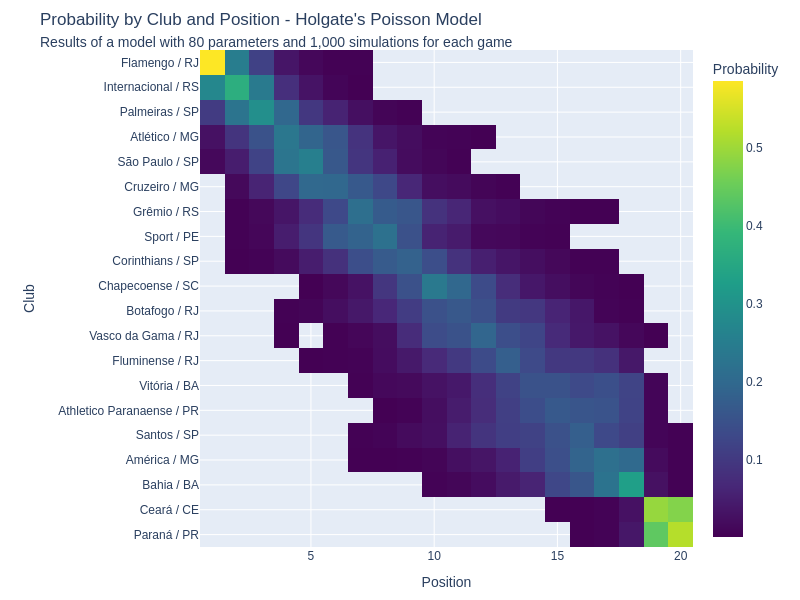 Probability by Club and Position - Holgate's Poisson Model
Results of a model with 80 parameters and 1,000 simulations for each game
Probability
Flamengo / RJ
Internacional / RS
Palmeiras / SP
Atlético / MG
São Paulo / SP
Cruzeiro / MG
Grêmio / RS
Sport / PE
Corinthians / SP
Chapecoense / SC
Botafogo / RJ
Vasco da Gama / RJ
Fluminense / RJ
Vitória / BA
Athletico Paranaense / PR
Santos / SP
América / MG
Bahia / BA
Ceará / CE
Paraná / PR
Club
5
10
15
20
Position
0.5
0.4
0.3
0.2
0.1